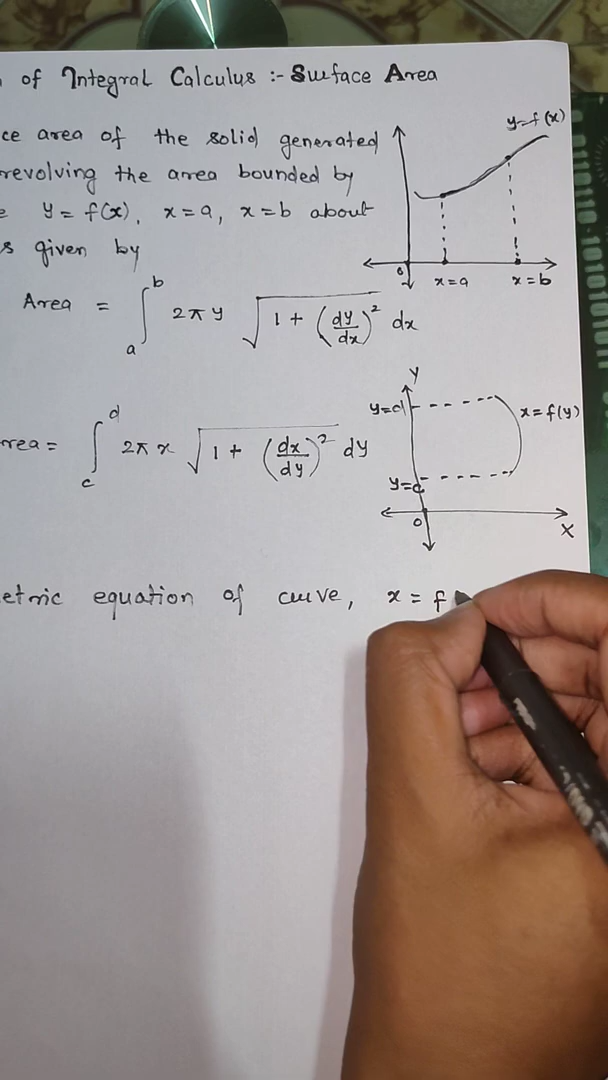 of Integral Calculus :- Surface Area
ce area of the solid generated
revolving the area bounded by
e y = f(x), x = a, x = b about
s given by
y=f(x)
0
x=a
x=b
Area = ∫_a^b 2πy √(1 + (dy/dx)²) dx
rea = ∫_c^d 2πx √(1 + (dx/dy)²) dy
Y
y=d
x=f(y)
y=c
0
X
etric equation of curve, x = f